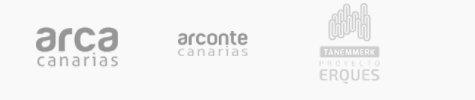 arca
canarias
arconte
canarias
TANEMMERK
PROYECTO
ERQUES